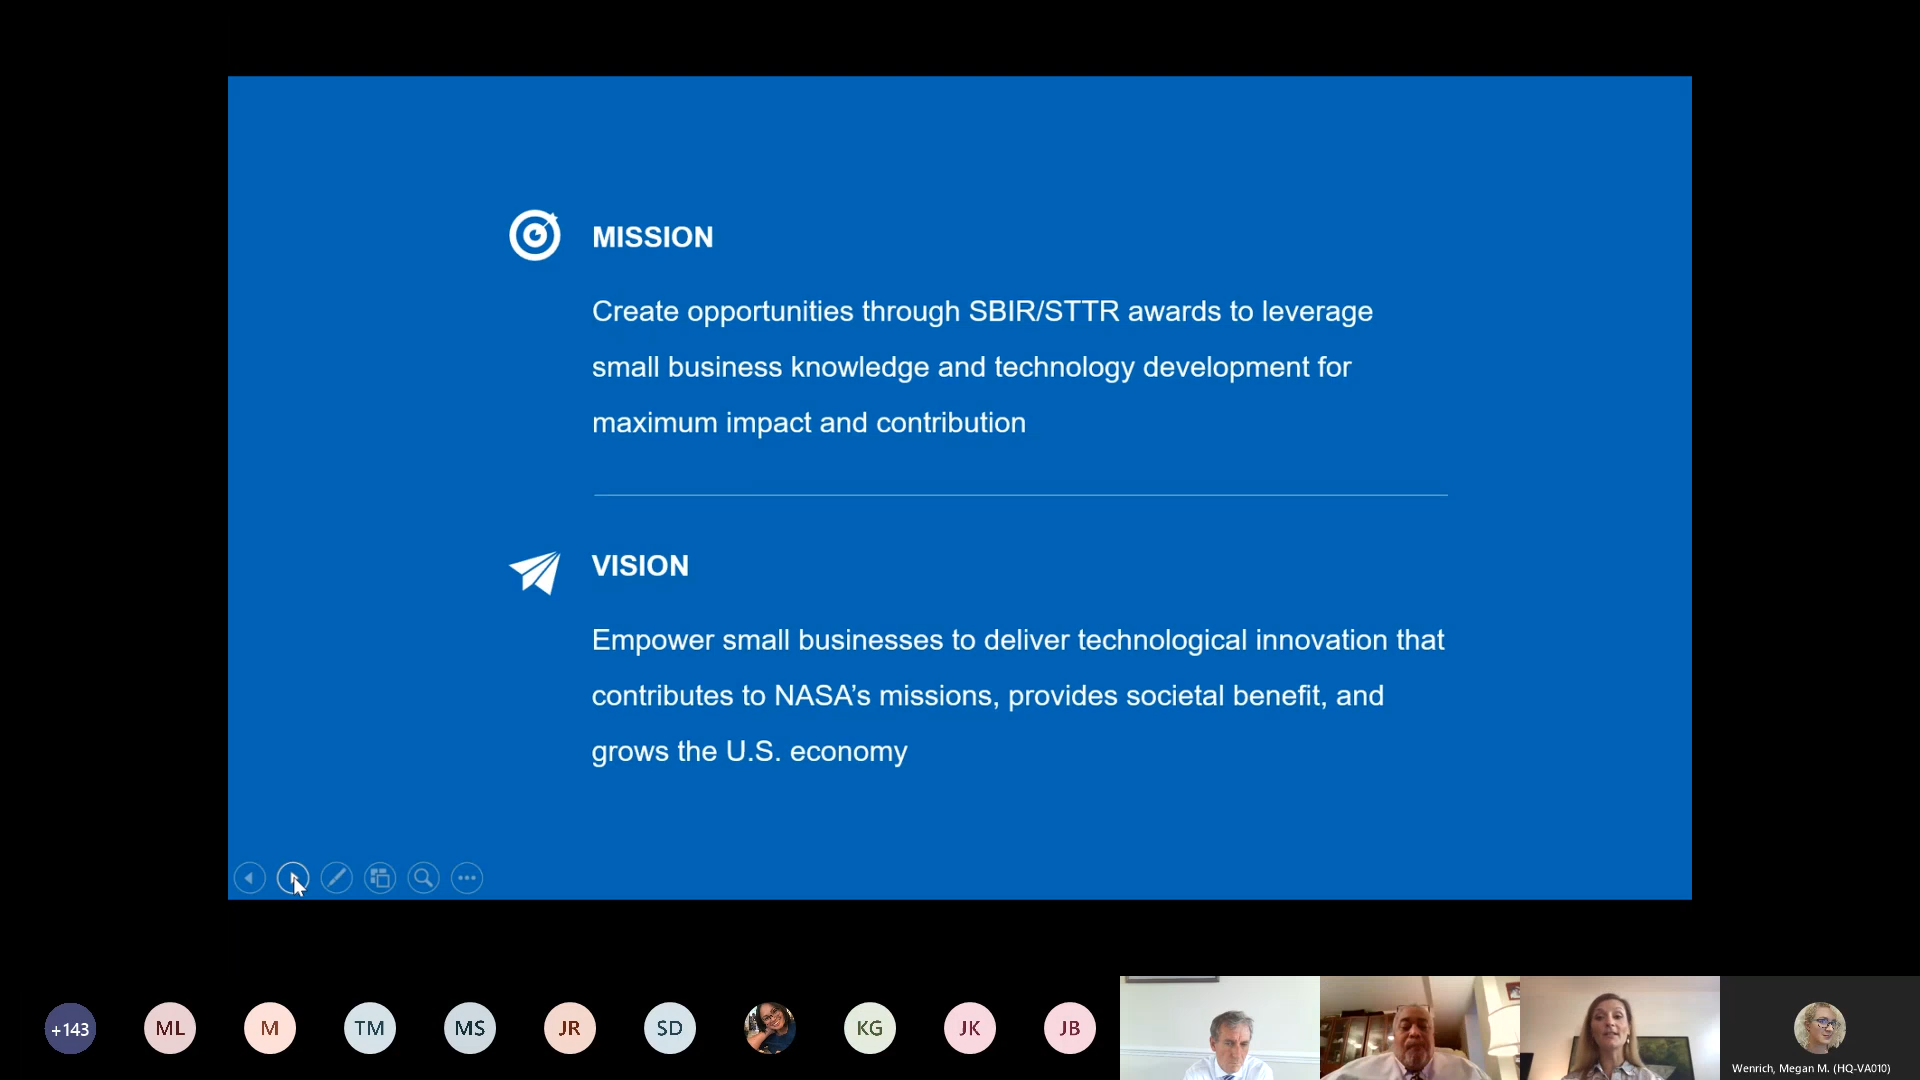 MISSION
Create opportunities through SBIR/STTR awards to leverage
small business knowledge and technology development for
maximum impact and contribution
VISION
Empower small businesses to deliver technological innovation that
contributes to NASA’s missions, provides societal benefit, and
grows the U.S. economy
+143 ML M TM MS JR SD KG JK JB
Wenrich, Megan M. (HQ-VA010)